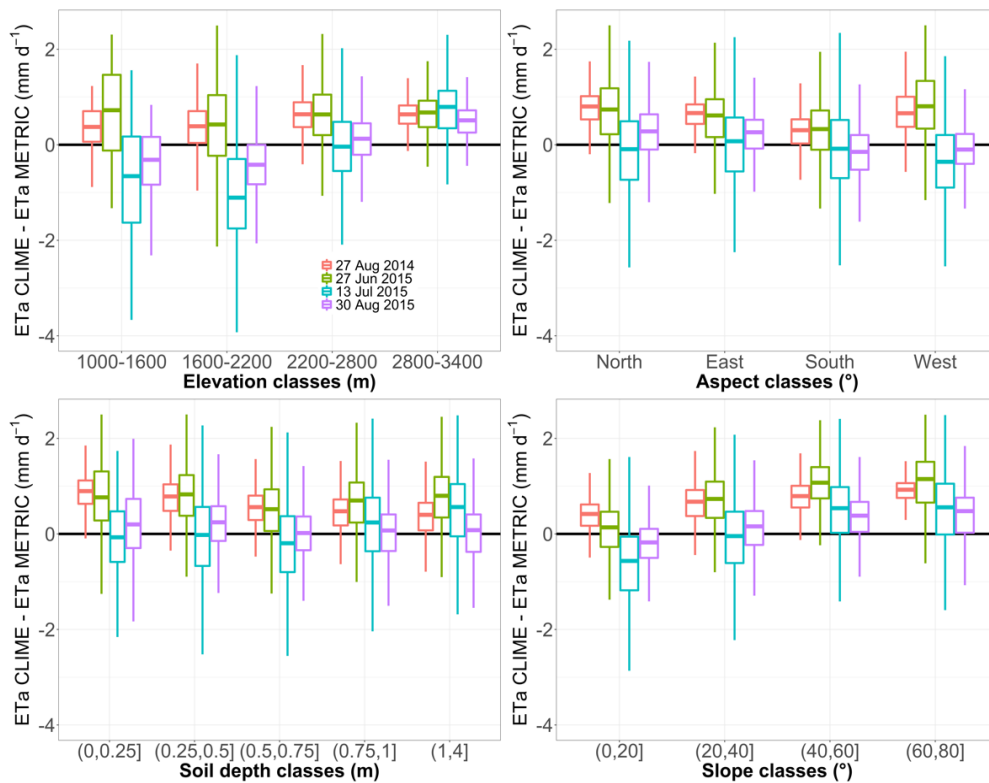 ETa CLIME - ETa METRIC (mm d⁻¹)
2
0
-2
-4
27 Aug 2014
27 Jun 2015
13 Jul 2015
30 Aug 2015
1000-1600 1600-2200 2200-2800 2800-3400
Elevation classes (m)
ETa CLIME - ETa METRIC (mm d⁻¹)
2
0
-2
-4
North East South West
Aspect classes (°)
ETa CLIME - ETa METRIC (mm d⁻¹)
2
0
-2
-4
(0,0.25] (0.25,0.5] (0.5,0.75] (0.75,1] (1,4]
Soil depth classes (m)
ETa CLIME - ETa METRIC (mm d⁻¹)
2
0
-2
-4
(0,20] (20,40] (40,60] (60,80]
Slope classes (°)